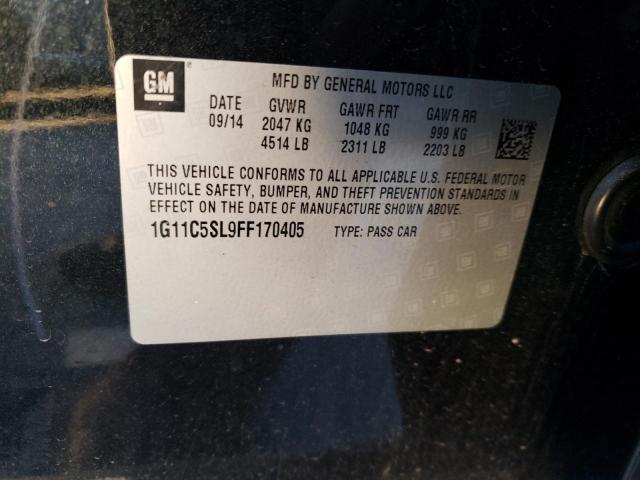 GM
MFD BY GENERAL MOTORS LLC
DATE GVWR GAWR FRT GAWR RR
09/14 2047 KG 1048 KG 999 KG
4514 LB 2311 LB 2203 LB
THIS VEHICLE CONFORMS TO ALL APPLICABLE U.S. FEDERAL MOTOR
VEHICLE SAFETY, BUMPER, AND THEFT PREVENTION STANDARDS IN
EFFECT ON THE DATE OF MANUFACTURE SHOWN ABOVE.
1G11C5SL9FF170405 TYPE: PASS CAR